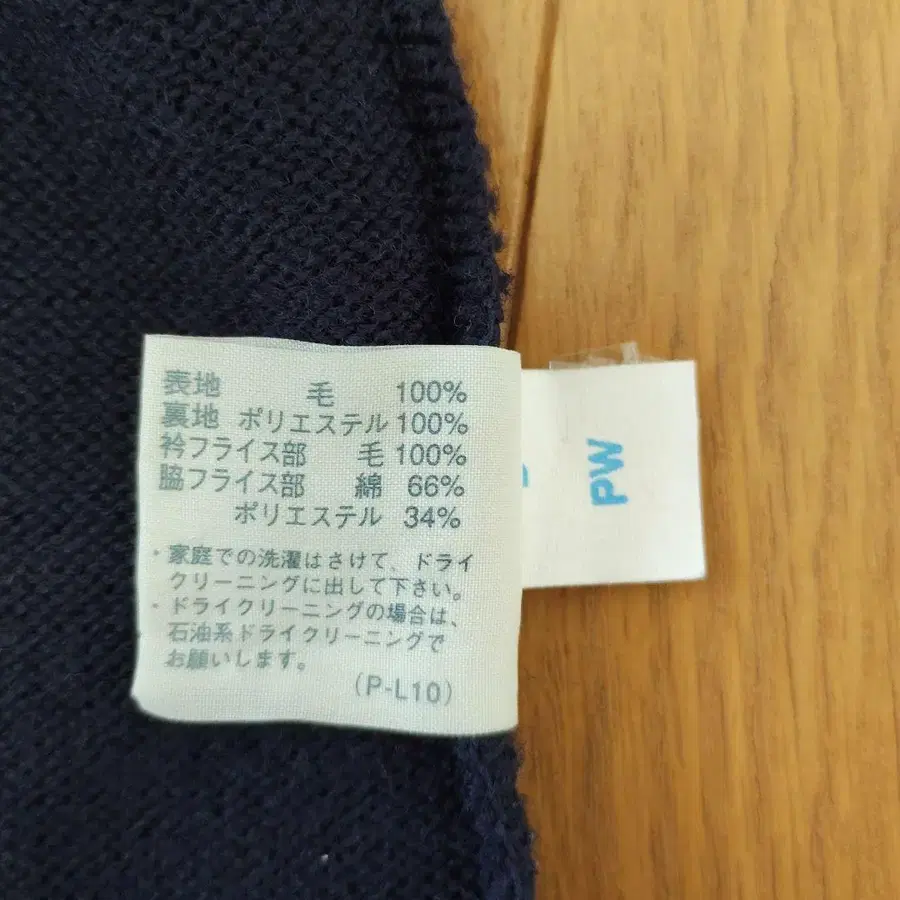 表地 毛 100%
裏地 ポリエステル 100%
衿フライス部 毛 100%
脇フライス部 綿 66%
ポリエステル 34%
・家庭での洗濯はさけて、ドライ
クリーニングに出して下さい。
・ドライクリーニングの場合は、
石油系ドライクリーニングで
お願いします。
(P-L10)
PW